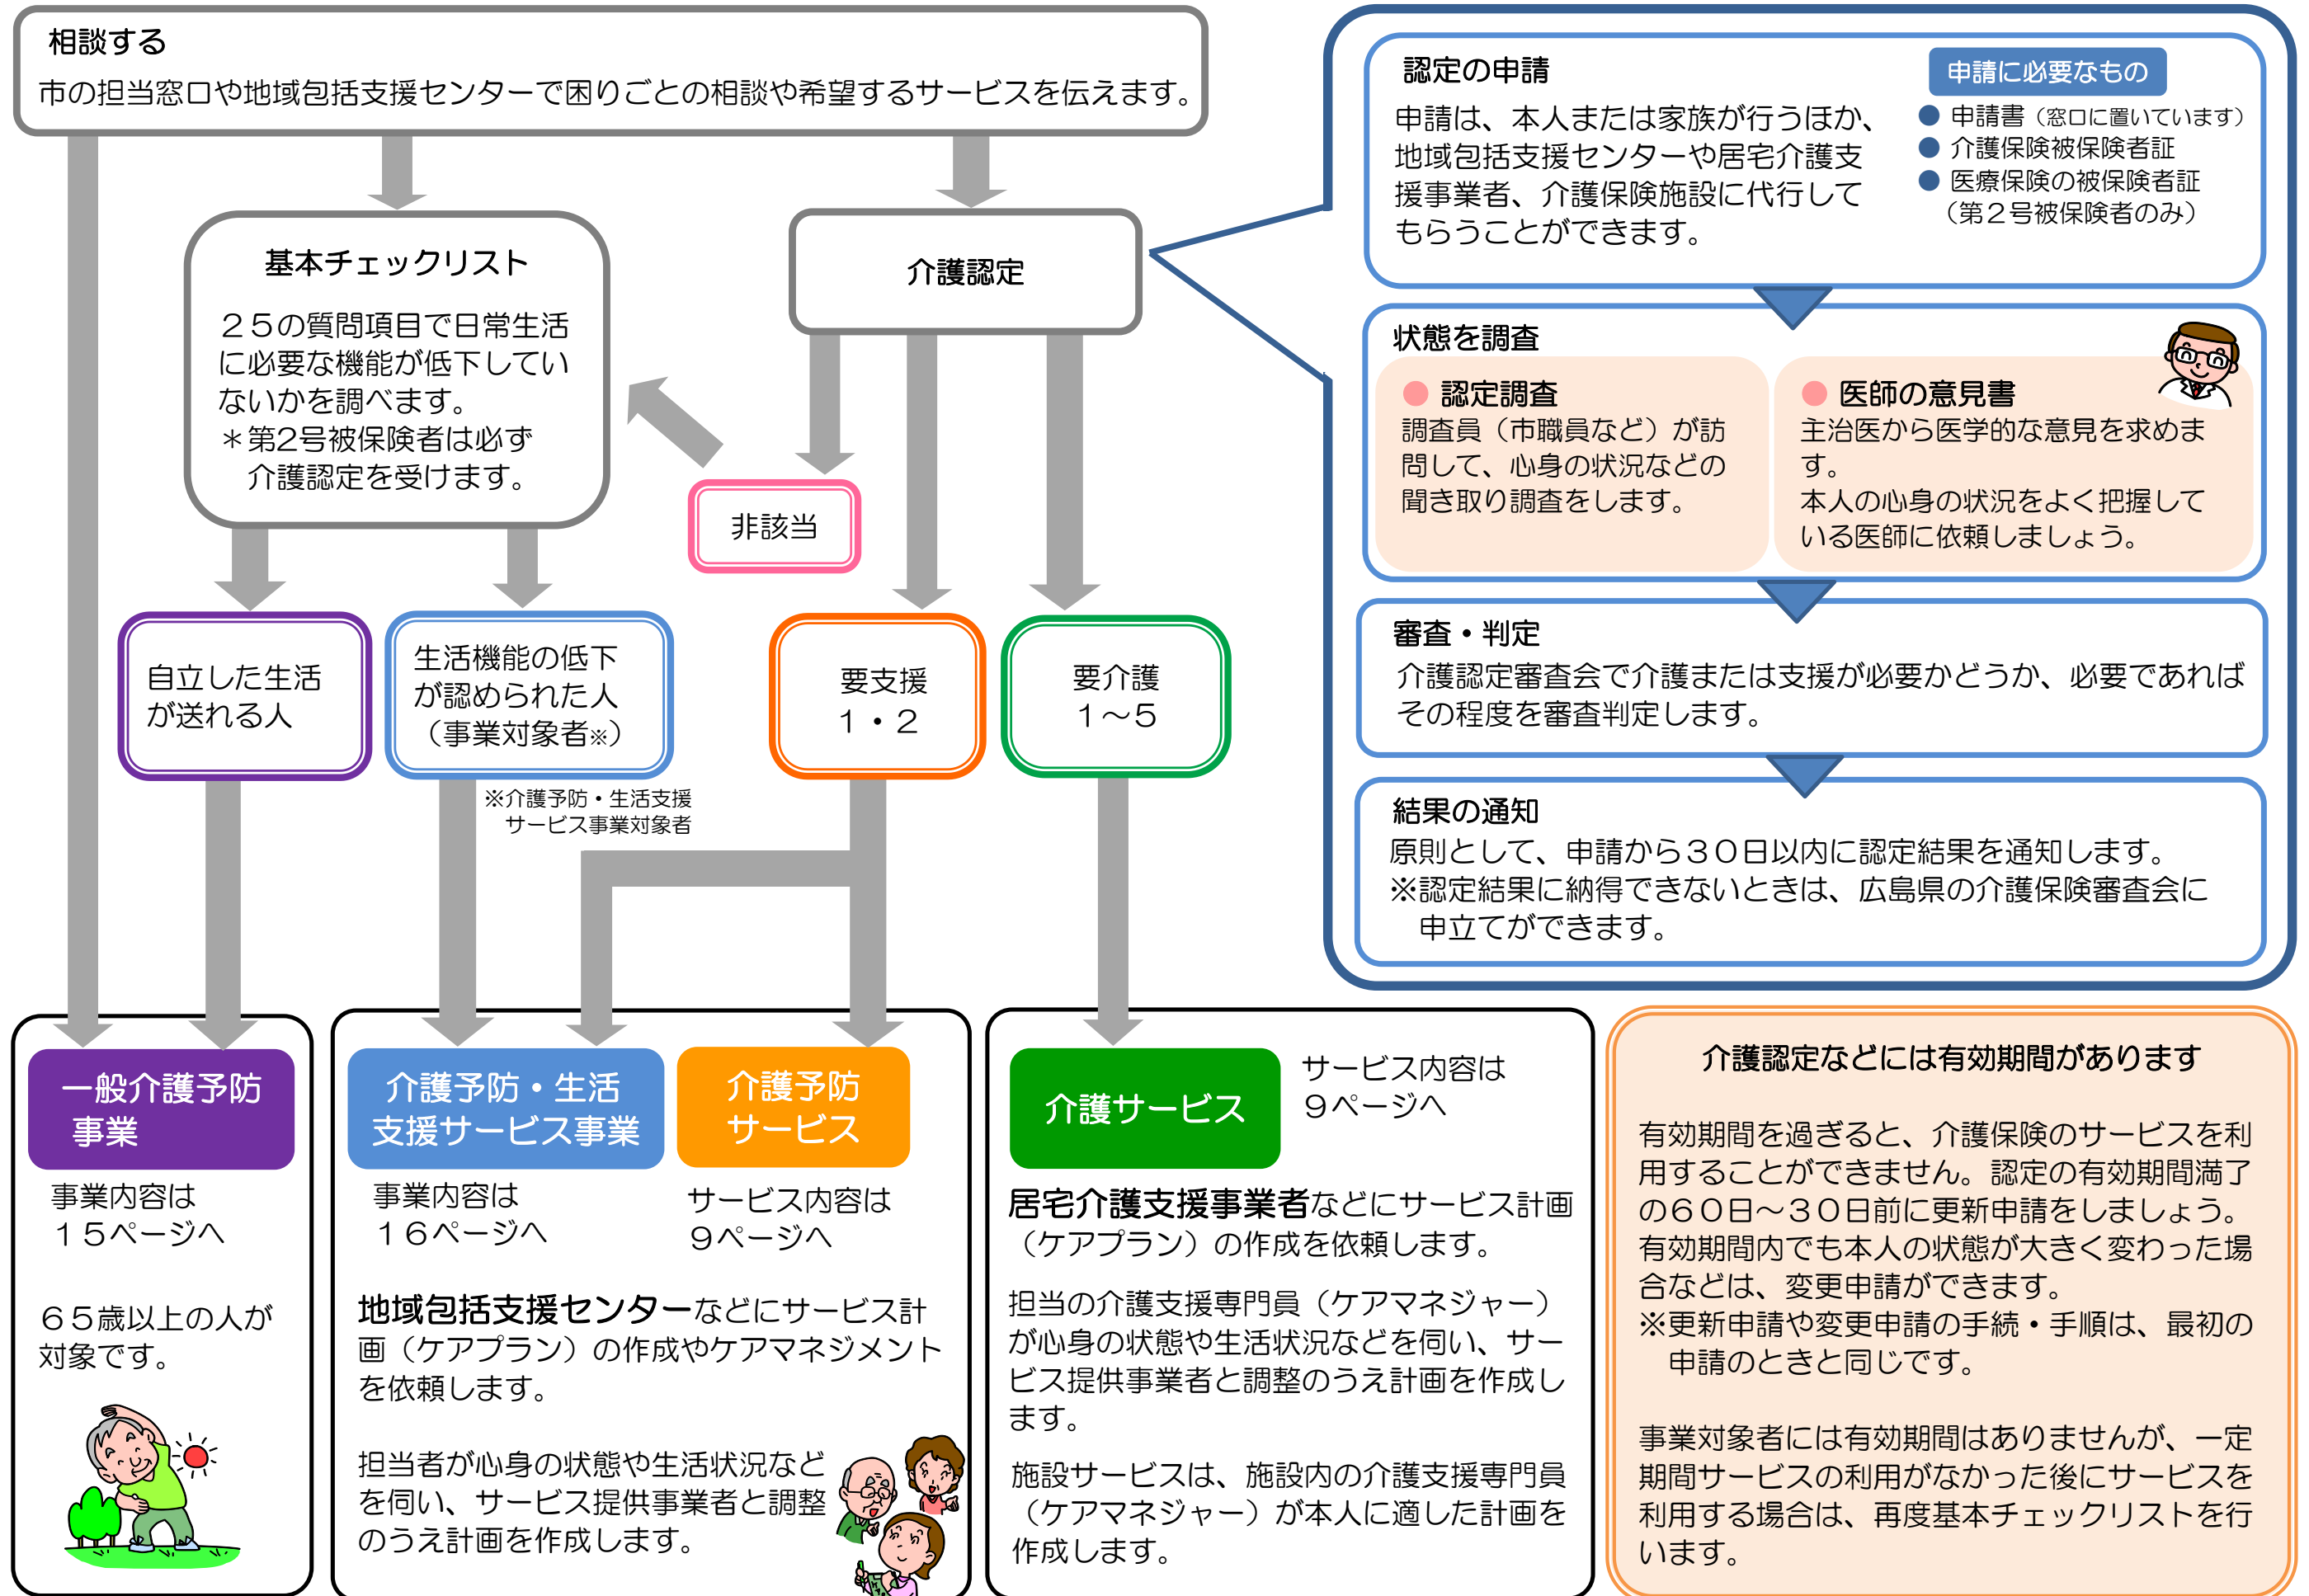 相談する
市の担当窓口や地域包括支援センターで困りごとの相談や希望するサービスを伝えます。
基本チェックリスト
２５の質問項目で日常生活
に必要な機能が低下してい
ないかを調べます。
＊第2号被保険者は必ず
介護認定を受けます。
介護認定
非該当
自立した生活
が送れる人
生活機能の低下
が認められた人
（事業対象者※）
※介護予防・生活支援
サービス事業対象者
要支援
１・２
要介護
１～５
認定の申請
申請は、本人または家族が行うほか、
地域包括支援センターや居宅介護支
援事業者、介護保険施設に代行して
もらうことができます。
申請に必要なもの
● 申請書（窓口に置いています）
● 介護保険被保険者証
● 医療保険の被保険者証
（第２号被保険者のみ）
状態を調査
● 認定調査
調査員（市職員など）が訪
問して、心身の状況などの
聞き取り調査をします。
● 医師の意見書
主治医から医学的な意見を求めま
す。
本人の心身の状況をよく把握して
いる医師に依頼しましょう。
審査・判定
介護認定審査会で介護または支援が必要かどうか、必要であれば
その程度を審査判定します。
結果の通知
原則として、申請から３０日以内に認定結果を通知します。
※認定結果に納得できないときは、広島県の介護保険審査会に
申立てができます。
一般介護予防
事業
事業内容は
１５ページへ
６５歳以上の人が
対象です。
介護予防・生活
支援サービス事業
事業内容は
１６ページへ
介護予防
サービス
サービス内容は
９ページへ
地域包括支援センターなどにサービス計
画（ケアプラン）の作成やケアマネジメント
を依頼します。
担当者が心身の状態や生活状況など
を伺い、サービス提供事業者と調整
のうえ計画を作成します。
介護サービス
サービス内容は
９ページへ
居宅介護支援事業者などにサービス計画
（ケアプラン）の作成を依頼します。
担当の介護支援専門員（ケアマネジャー）
が心身の状態や生活状況などを伺い、サー
ビス提供事業者と調整のうえ計画を作成し
ます。
施設サービスは、施設内の介護支援専門員
（ケアマネジャー）が本人に適した計画を
作成します。
介護認定などには有効期間があります
有効期間を過ぎると、介護保険のサービスを利
用することができません。認定の有効期間満了
の６０日～３０日前に更新申請をしましょう。
有効期間内でも本人の状態が大きく変わった場
合などは、変更申請ができます。
※更新申請や変更申請の手続・手順は、最初の
申請のときと同じです。
事業対象者には有効期間はありませんが、一定
期間サービスの利用がなかった後にサービスを
利用する場合は、再度基本チェックリストを行
います。